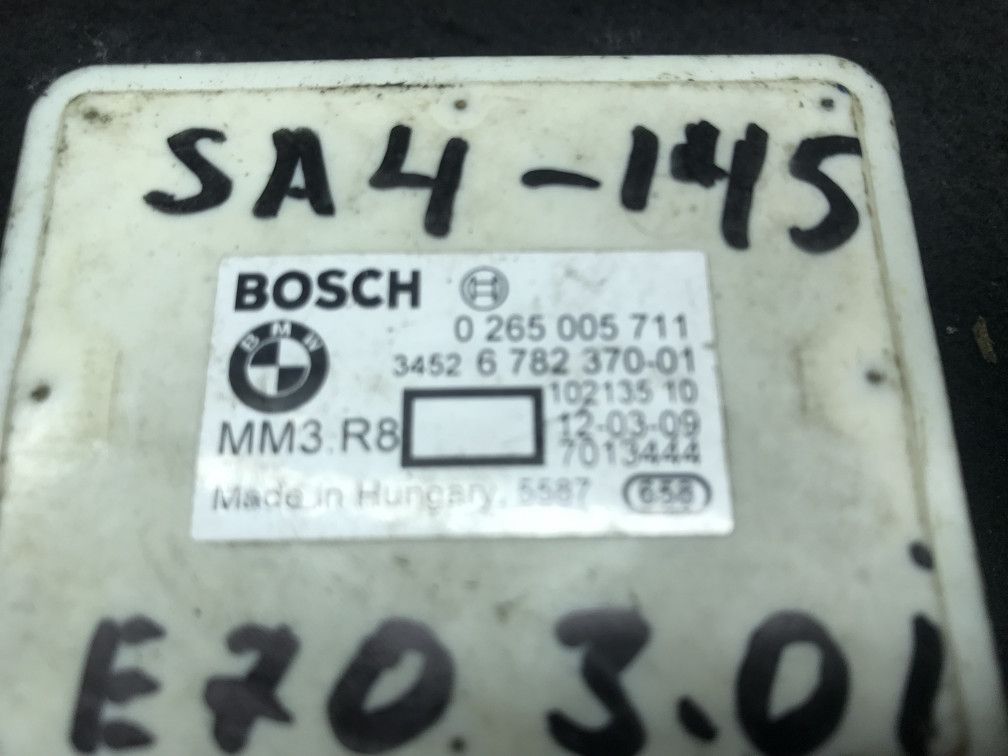 SA4-145
BOSCH
BMW
0 265 005 711
3452 6 782 370-01
102135 10
MM3.R8
12-03-09
7013444
Made in Hungary. 5587 658
E70.3.0i